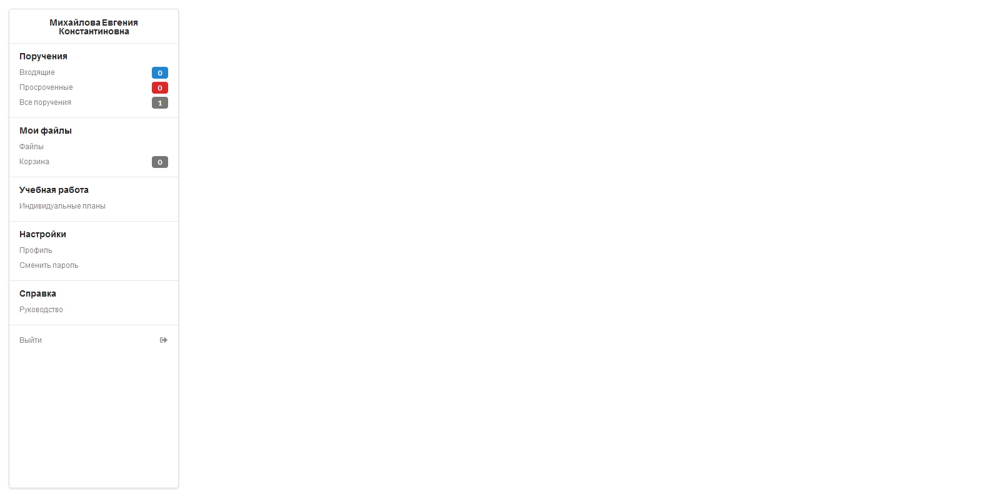 Михайлова Евгения
Константиновна
Поручения
Входящие 0
Просроченные 0
Все поручения 1
Мои файлы
Файлы
Корзина 0
Учебная работа
Индивидуальные планы
Настройки
Профиль
Сменить пароль
Справка
Руководство
Выйти